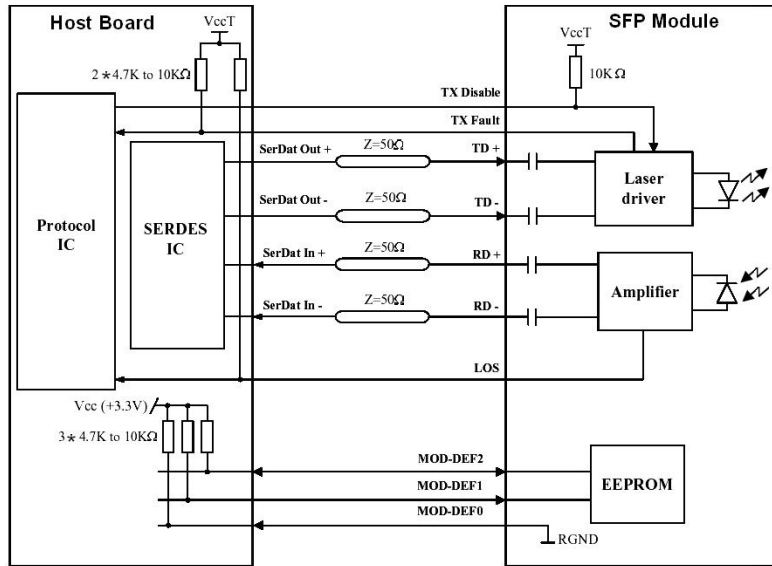 Host Board
SFP Module
VccT
VccT
2*4.7K to 10KΩ
10KΩ
TX Disable
TX Fault
SerDat Out +
Z=50Ω
TD +
Laser driver
SerDat Out -
Z=50Ω
TD -
Protocol IC
SERDES IC
SerDat In +
Z=50Ω
RD +
Amplifier
SerDat In -
Z=50Ω
RD -
LOS
Vcc (+3.3V)
3*4.7K to 10KΩ
MOD-DEF2
MOD-DEF1
EEPROM
MOD-DEF0
RGND